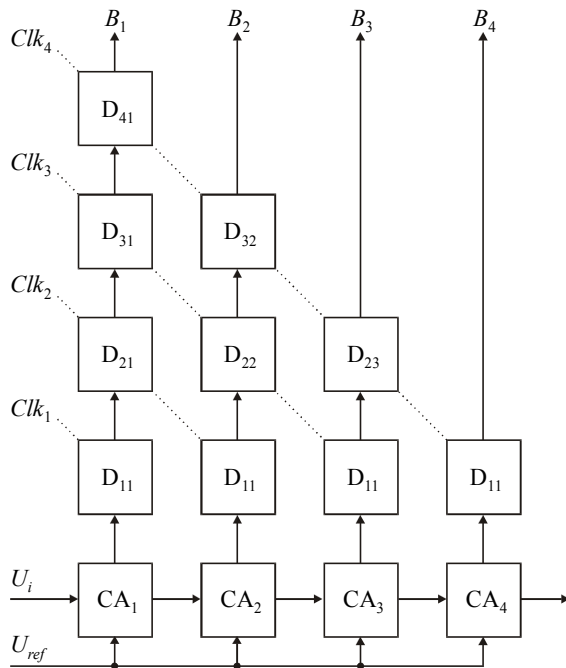 Clk₄ B₁ B₂ B₃ B₄
D₄₁
Clk₃
D₃₁ D₃₂
Clk₂
D₂₁ D₂₂ D₂₃
Clk₁
D₁₁ D₁₁ D₁₁ D₁₁
Uᵢ
CA₁ CA₂ CA₃ CA₄
U_ref